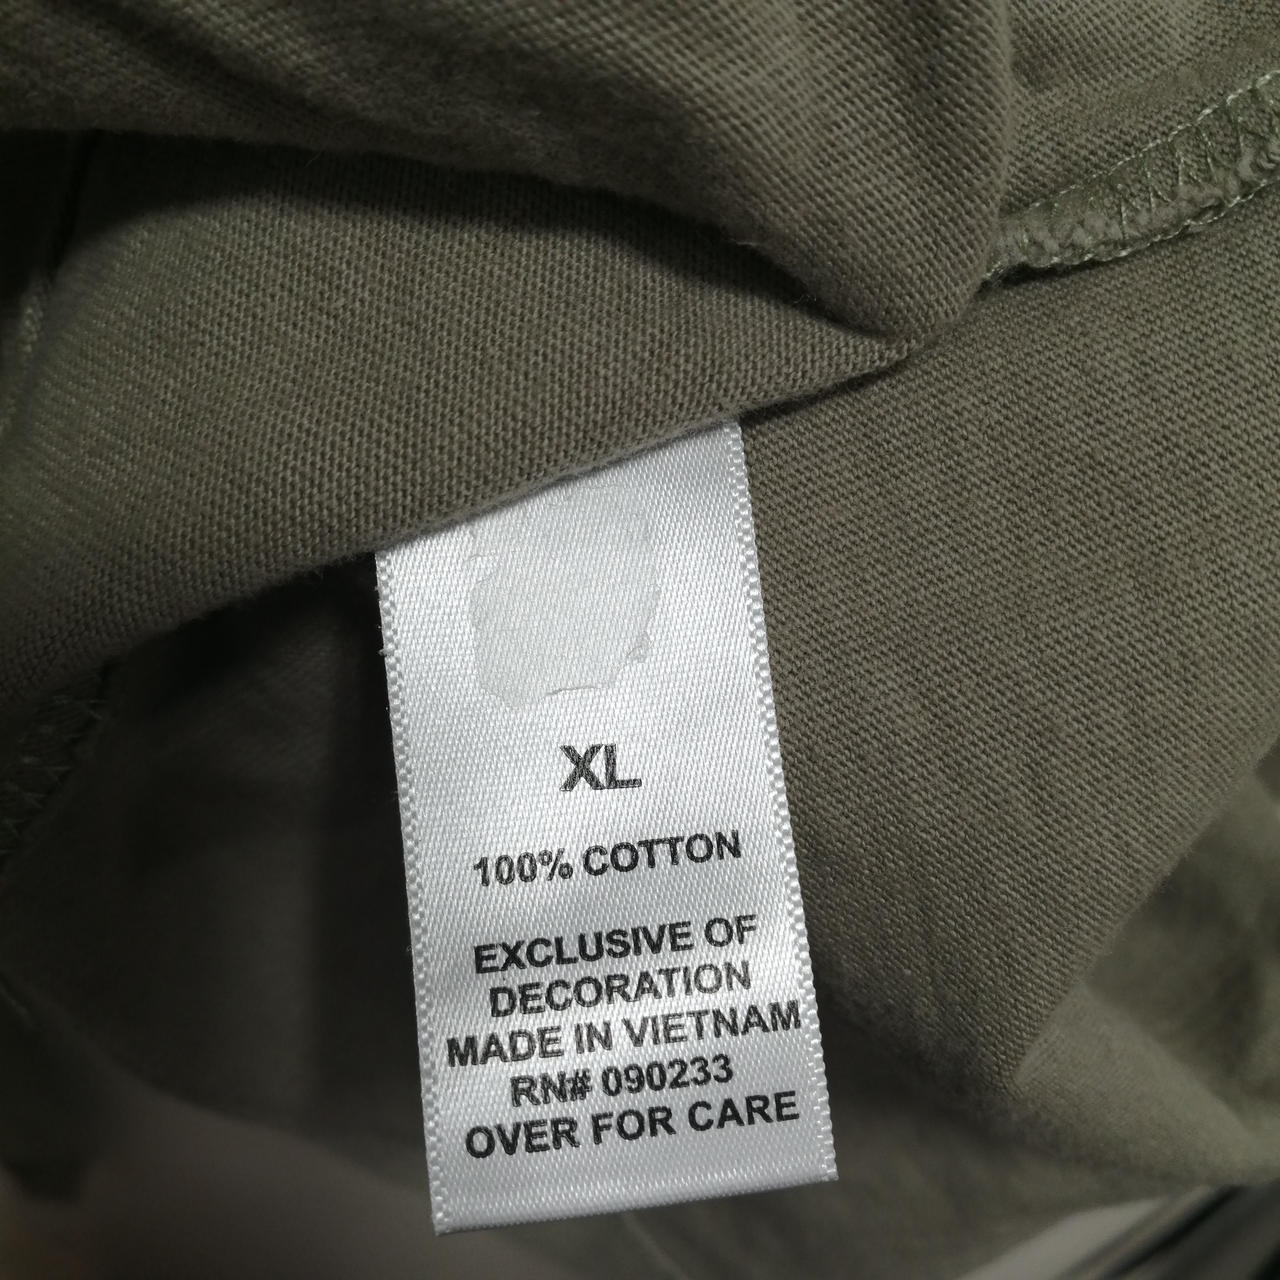 XL
100% COTTON
EXCLUSIVE OF
DECORATION
MADE IN VIETNAM
RN# 090233
OVER FOR CARE